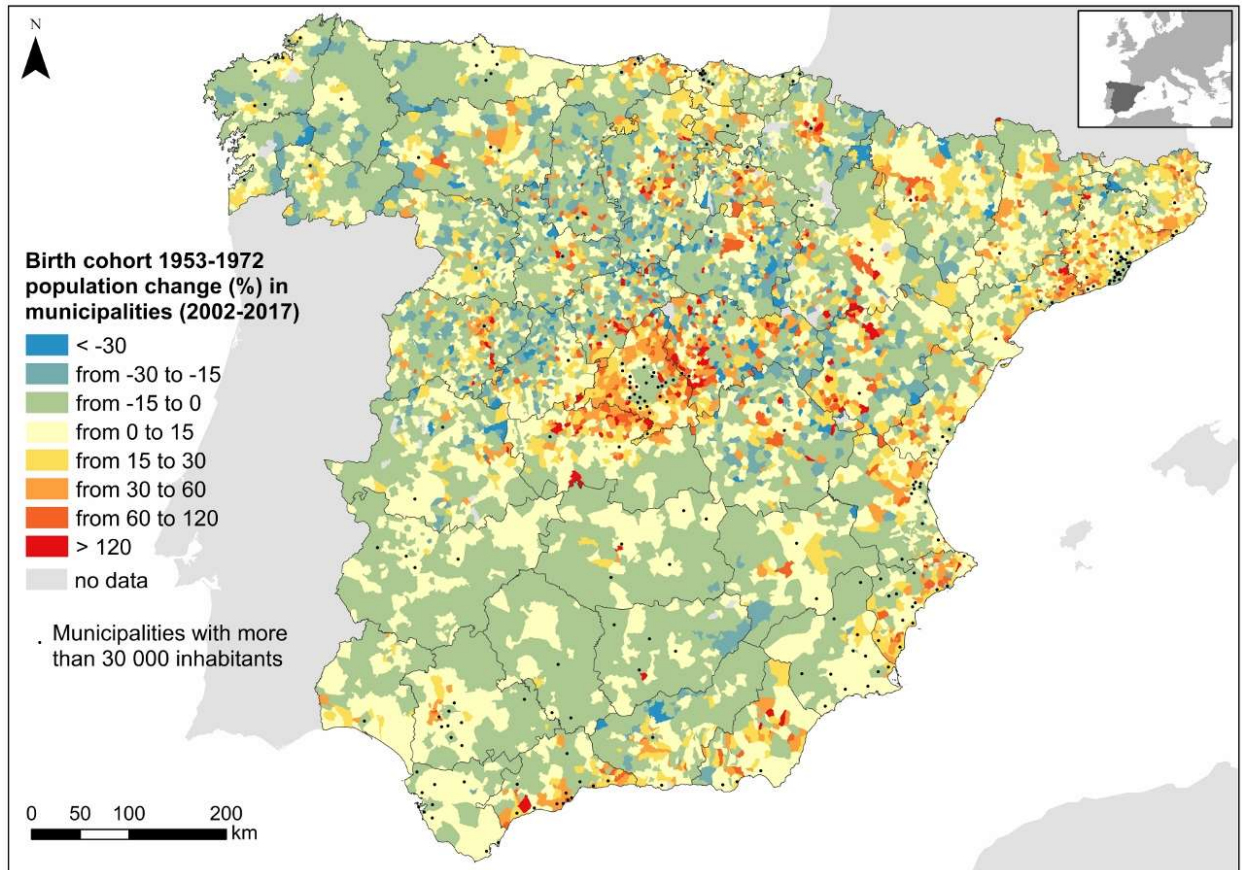 N
Birth cohort 1953-1972
population change (%) in
municipalities (2002-2017)
< -30
from -30 to -15
from -15 to 0
from 0 to 15
from 15 to 30
from 30 to 60
from 60 to 120
> 120
no data
. Municipalities with more
than 30 000 inhabitants
0 50 100 200
km